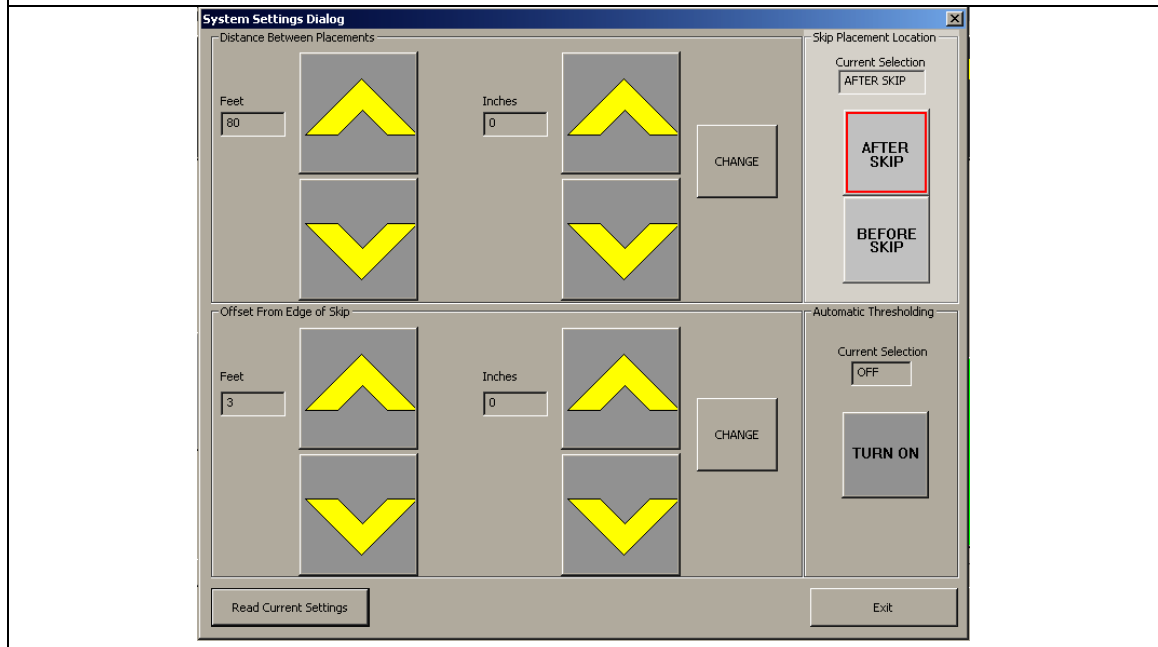 System Settings Dialog
Distance Between Placements
Feet
80
Inches
0
CHANGE
Skip Placement Location
Current Selection
AFTER SKIP
AFTER
SKIP
BEFORE
SKIP
Offset From Edge of Skip
Feet
3
Inches
0
CHANGE
Automatic Thresholding
Current Selection
OFF
TURN ON
Read Current Settings
Exit